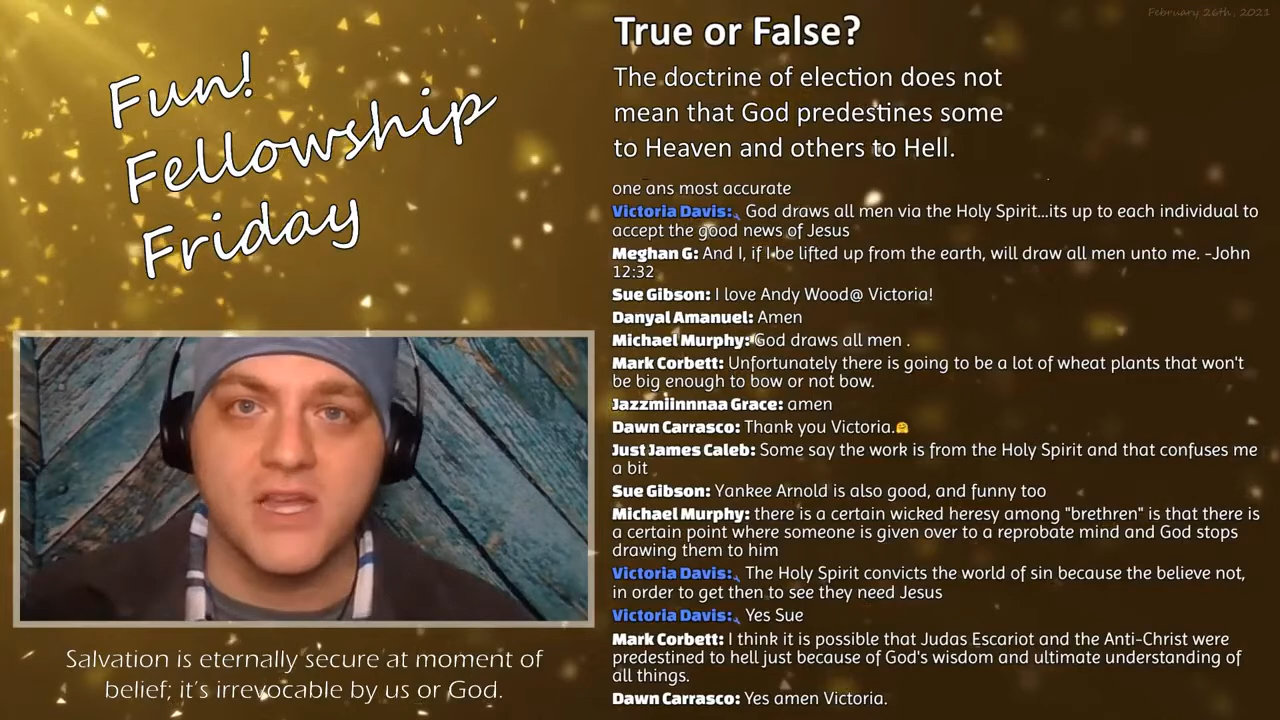 February 26th, 2021
Fun!
Fellowship
Friday
True or False?
The doctrine of election does not
mean that God predestines some
to Heaven and others to Hell.
one ans most accurate
Victoria Davis: God draws all men via the Holy Spirit...its up to each individual to
accept the good news of Jesus
Meghan G: And I, if I be lifted up from the earth, will draw all men unto me. -John
12:32
Sue Gibson: I love Andy Wood@ Victoria!
Danyal Amanuel: Amen
Michael Murphy: God draws all men .
Mark Corbett: Unfortunately there is going to be a lot of wheat plants that won't
be big enough to bow or not bow.
Jazzmiinnnaa Grace: amen
Dawn Carrasco: Thank you Victoria.🤗
Just James Caleb: Some say the work is from the Holy Spirit and that confuses me
a bit
Sue Gibson: Yankee Arnold is also good, and funny too
Michael Murphy: there is a certain wicked heresy among "brethren" is that there is
a certain point where someone is given over to a reprobate mind and God stops
drawing them to him
Victoria Davis: The Holy Spirit convicts the world of sin because the believe not,
in order to get then to see they need Jesus
Victoria Davis: Yes Sue
Mark Corbett: I think it is possible that Judas Escariot and the Anti-Christ were
predestined to hell just because of God's wisdom and ultimate understanding of
all things.
Dawn Carrasco: Yes amen Victoria.
Salvation is eternally secure at moment of
belief; it's irrevocable by us or God.